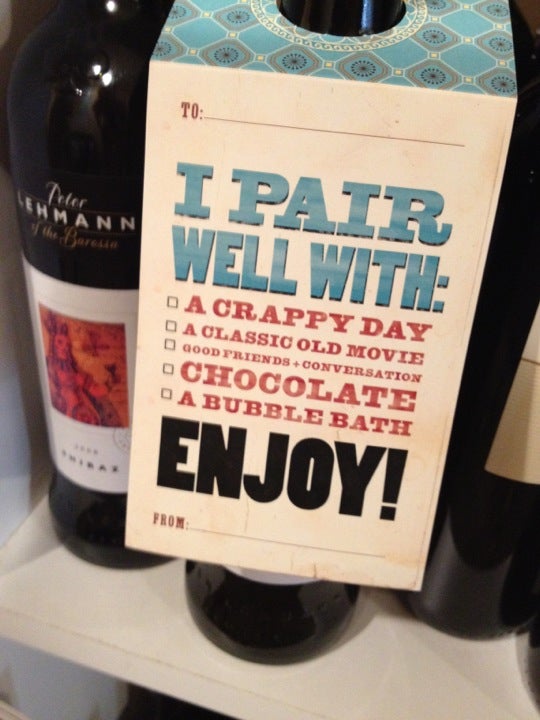 Peter
LEHMANN
of the Barossa
SHIRAZ
TO:
I PAIR
WELL WITH:
A CRAPPY DAY
A CLASSIC OLD MOVIE
GOOD FRIENDS + CONVERSATION
CHOCOLATE
A BUBBLE BATH
ENJOY!
FROM: